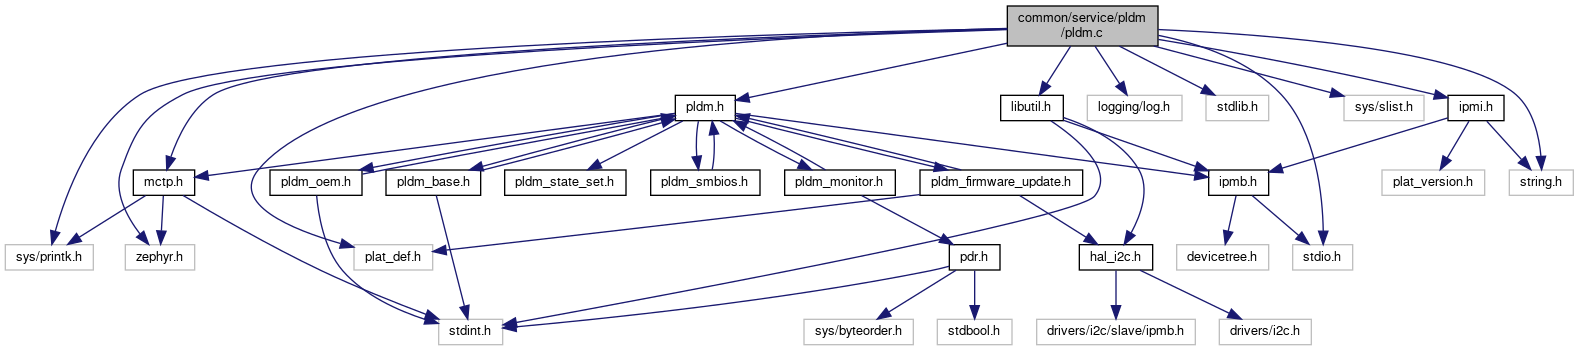 common/service/pldm
/pldm.c
pldm.h
libutil.h
logging/log.h
stdlib.h
sys/slist.h
ipmi.h
mctp.h
pldm_oem.h
pldm_base.h
pldm_state_set.h
pldm_smbios.h
pldm_monitor.h
pldm_firmware_update.h
ipmb.h
plat_version.h
string.h
sys/printk.h
zephyr.h
plat_def.h
pdr.h
hal_i2c.h
devicetree.h
stdio.h
stdint.h
sys/byteorder.h
stdbool.h
drivers/i2c/slave/ipmb.h
drivers/i2c.h